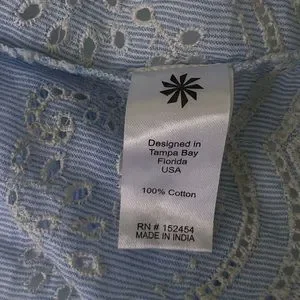 Designed in
Tampa Bay
Florida
USA
100% Cotton
RN # 152454
MADE IN INDIA